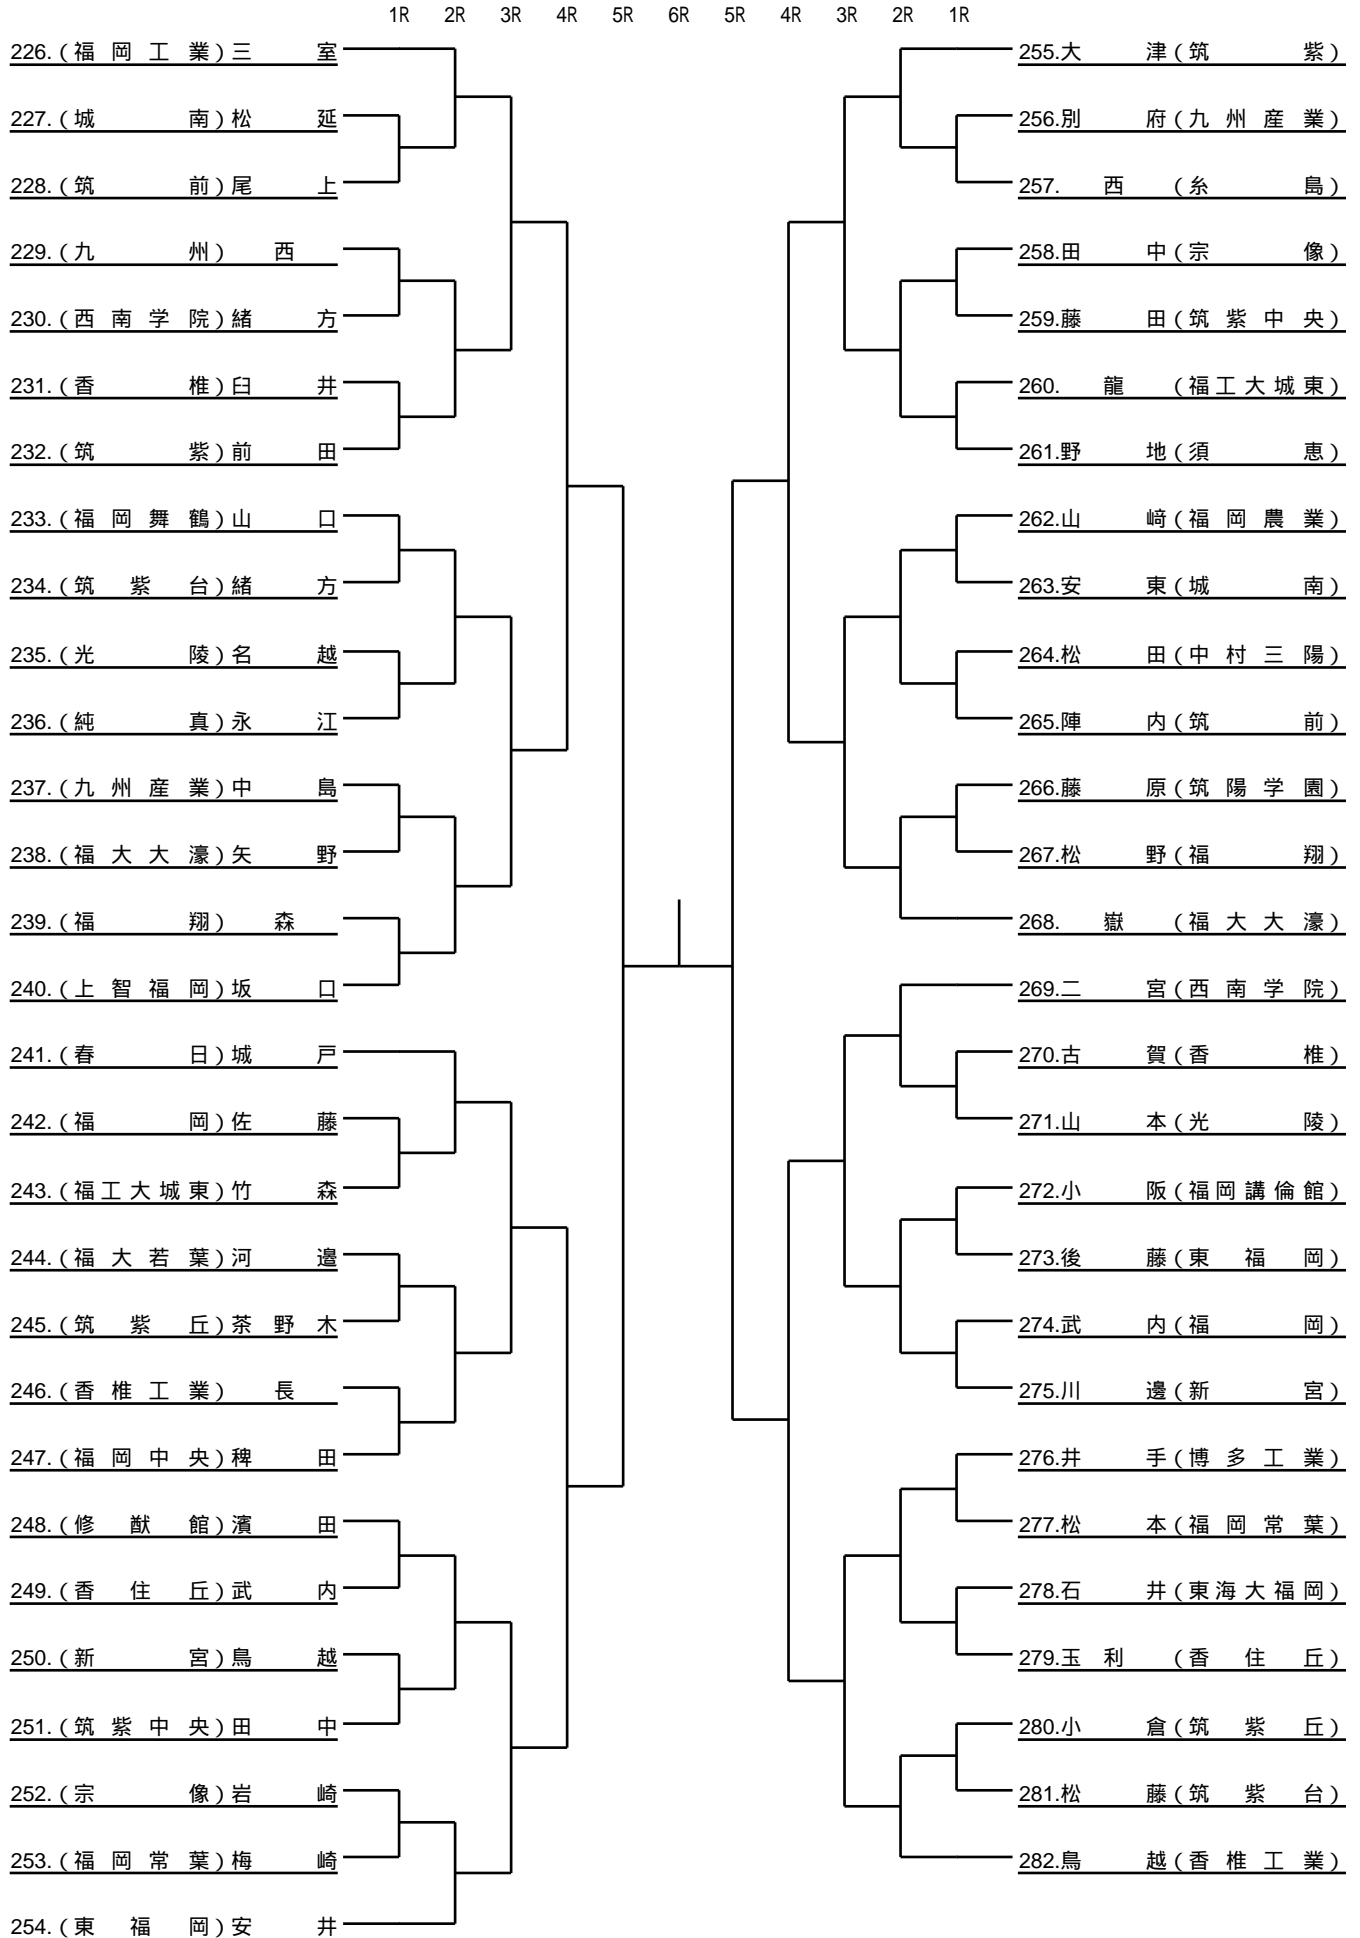 1R 2R 3R 4R 5R 6R 5R 4R 3R 2R 1R
226.(福岡工業)三室
227.(城南)松延
228.(筑前)尾上
229.(九州)西
230.(西南学院)緒方
231.(香椎)臼井
232.(筑紫)前田
233.(福岡舞鶴)山口
234.(筑紫台)緒方
235.(光陵)名越
236.(純真)永江
237.(九州産業)中島
238.(福大大濠)矢野
239.(福翔)森
240.(上智福岡)坂口
241.(春日)城戸
242.(福岡)佐藤
243.(福工大城東)竹森
244.(福大若葉)河邉
245.(筑紫丘)茶野木
246.(香椎工業)長
247.(福岡中央)稗田
248.(修猷館)濱田
249.(香住丘)武内
250.(新宮)鳥越
251.(筑紫中央)田中
252.(宗像)岩崎
253.(福岡常葉)梅崎
254.(東福岡)安井
255.大津(筑紫)
256.別府(九州産業)
257.西(糸島)
258.田中(宗像)
259.藤田(筑紫中央)
260.龍(福工大城東)
261.野地(須恵)
262.山﨑(福岡農業)
263.安東(城南)
264.松田(中村三陽)
265.陣内(筑前)
266.藤原(筑陽学園)
267.松野(福翔)
268.嶽(福大大濠)
269.二宮(西南学院)
270.古賀(香椎)
271.山本(光陵)
272.小阪(福岡講倫館)
273.後藤(東福岡)
274.武内(福岡)
275.川邊(新宮)
276.井手(博多工業)
277.松本(福岡常葉)
278.石井(東海大福岡)
279.玉利(香住丘)
280.小倉(筑紫丘)
281.松藤(筑紫台)
282.鳥越(香椎工業)